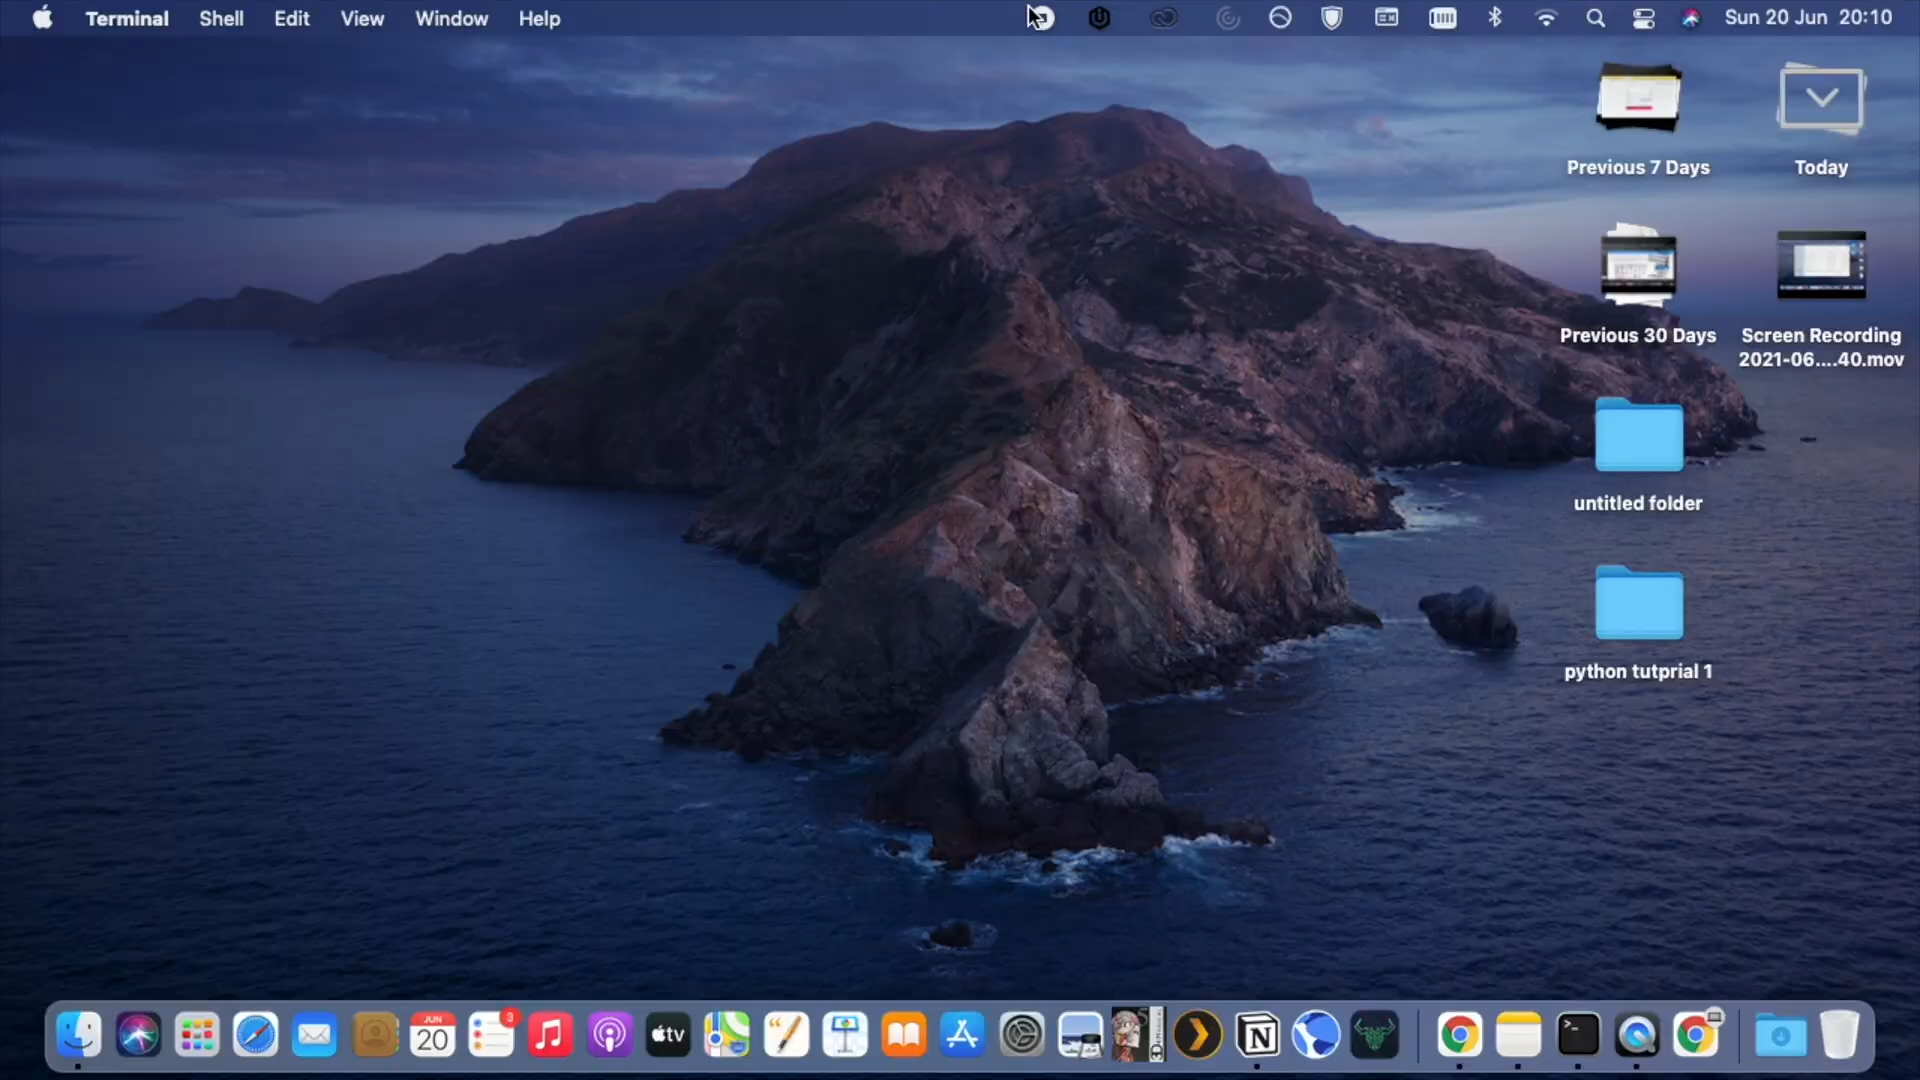 Terminal Shell Edit View Window Help Sun 20 Jun 20:10
Previous 7 Days Today
Previous 30 Days Screen Recording
2021-06....40.mov
untitled folder
python tutprial 1
JUN
20
3
tv
N
>_